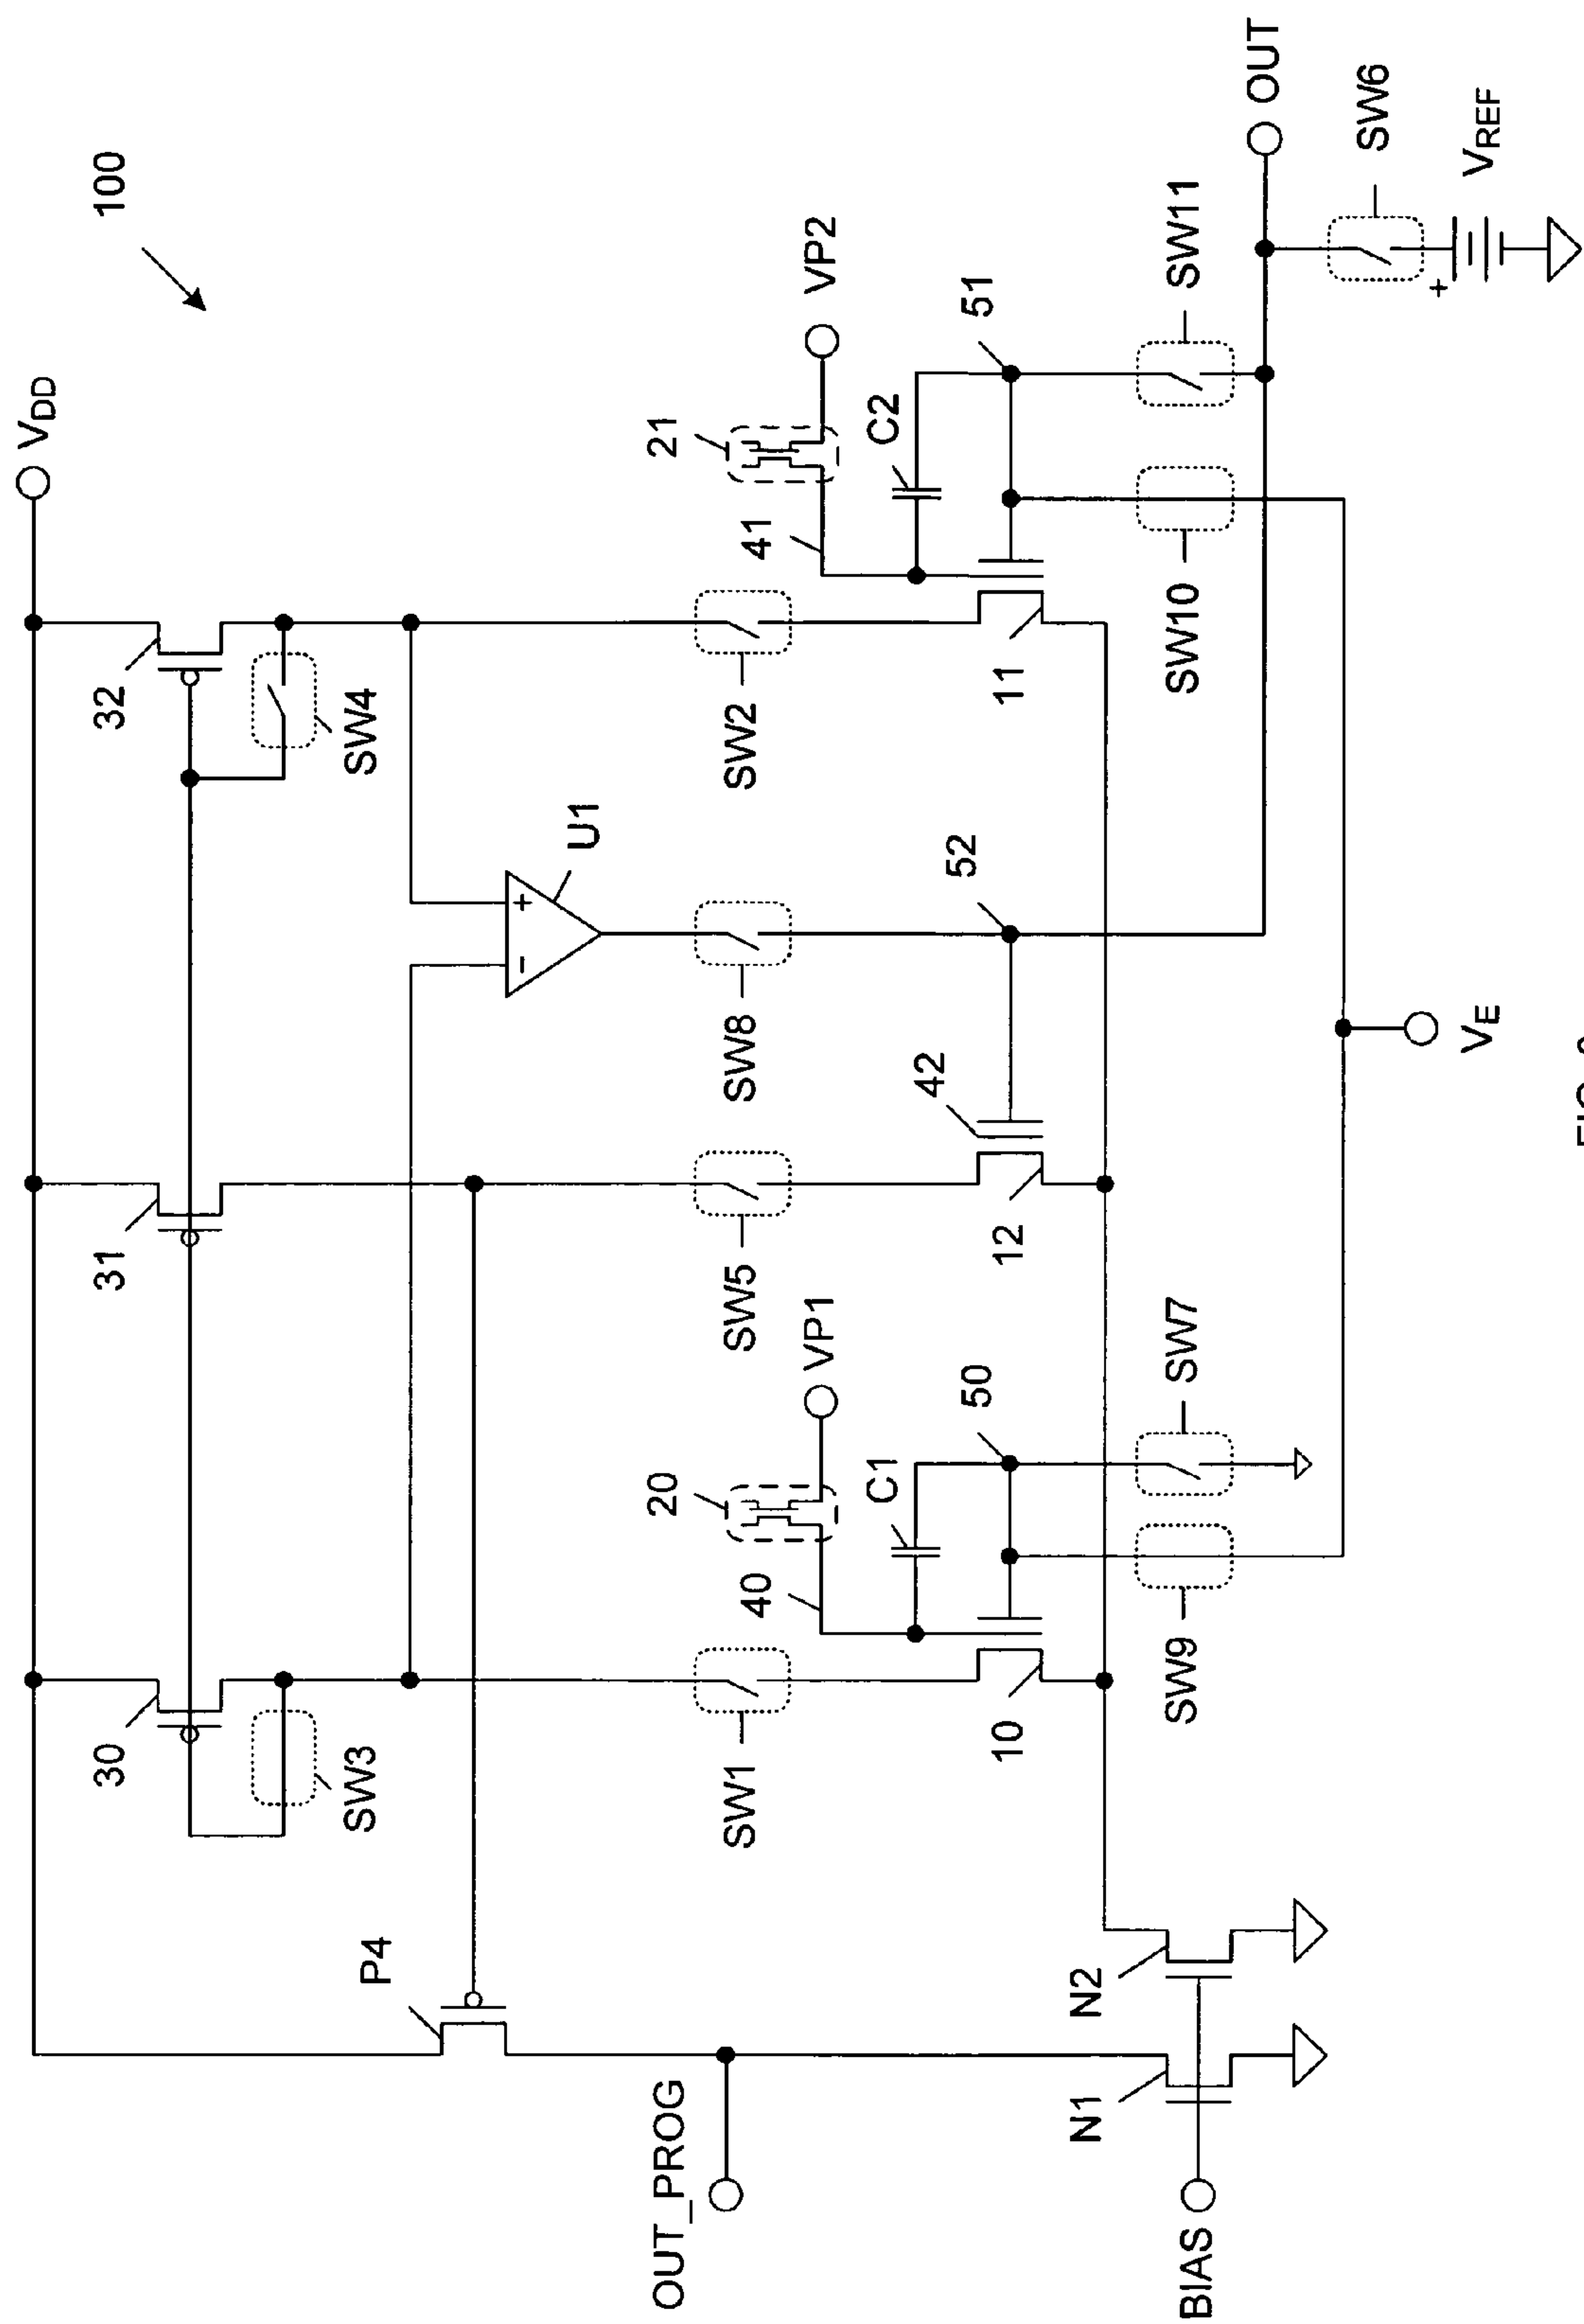 VDD
30
31
32
100
SW3
SW4
P4
U1
OUT_PROG
20
21
SW1
SW5
SW8
SW2
40
41
VP1
VP2
C1
C2
42
50
52
51
10
12
11
+
-
N1
N2
BIAS
SW9
SW7
SW10
SW11
OUT
SW6
+
VE
VREF
FIG.